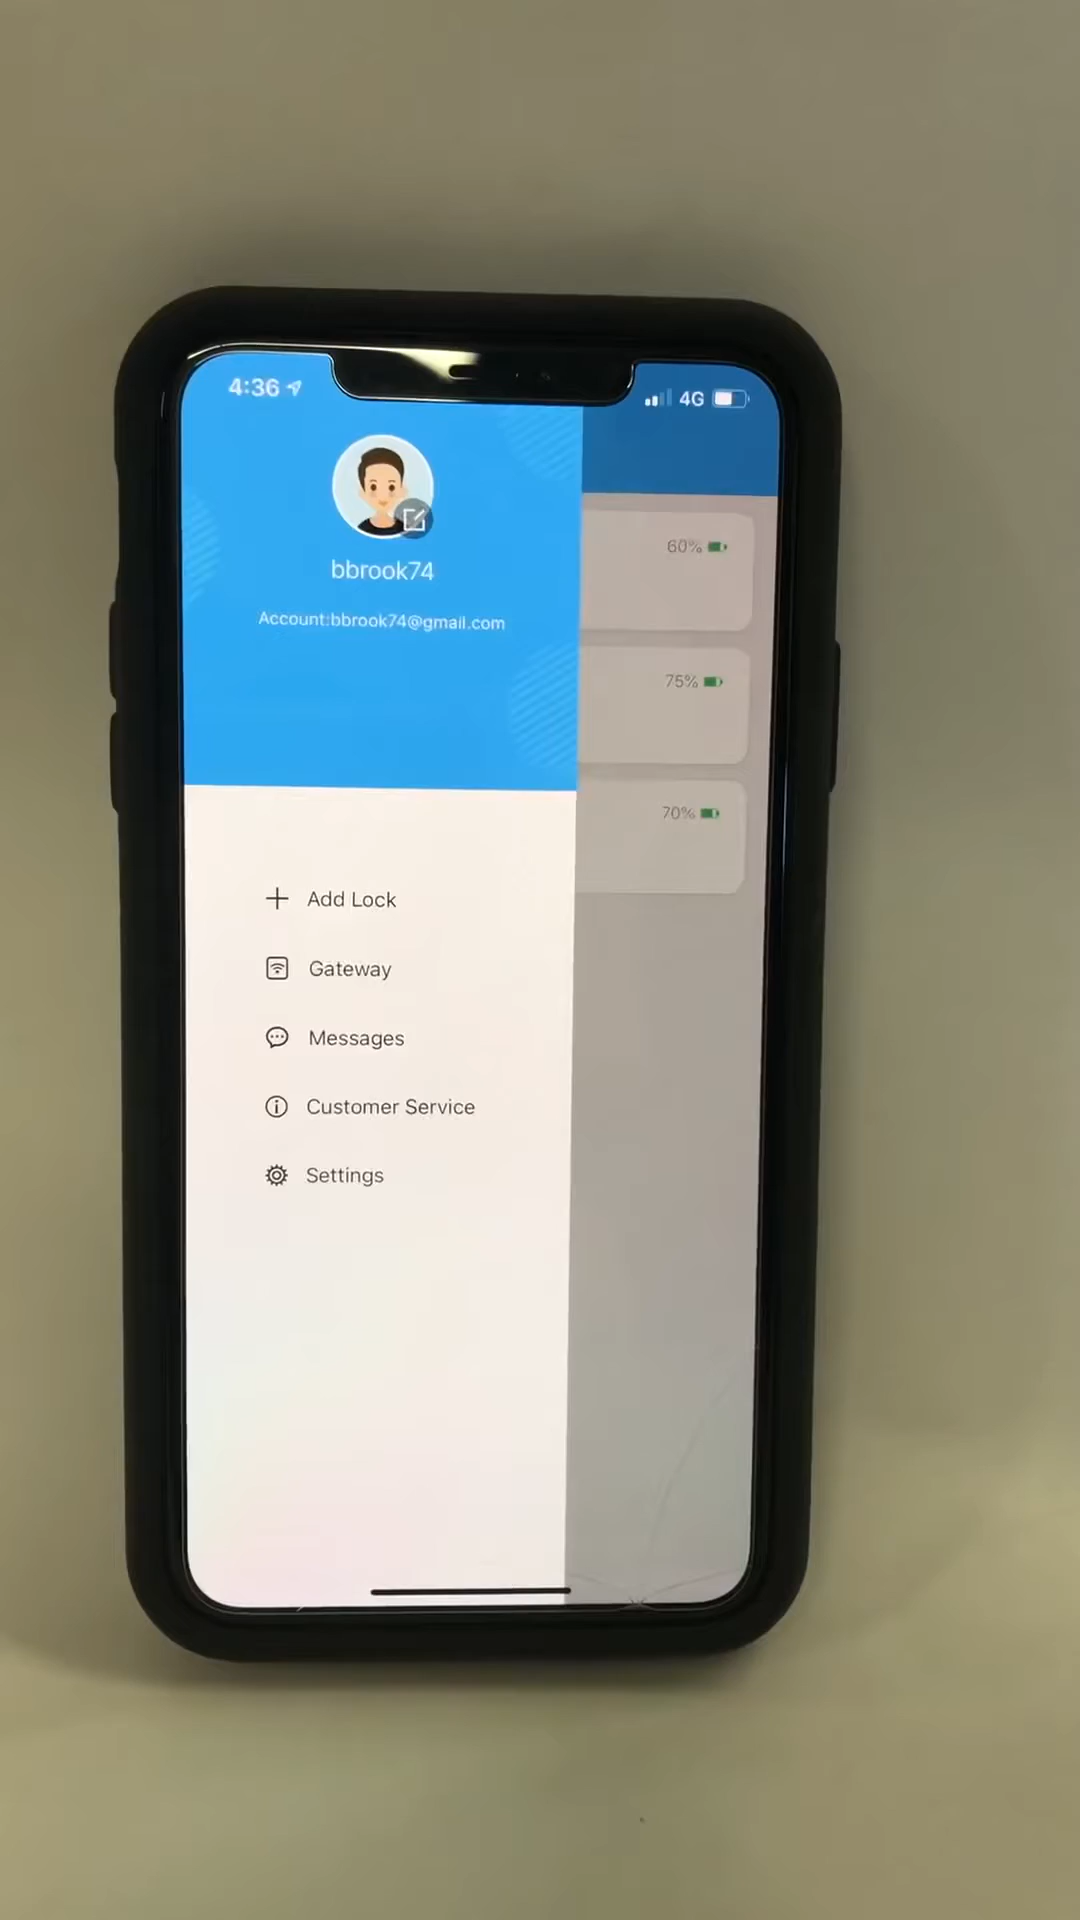 4:36
4G
bbrook74
Account:bbrook74@gmail.com
60%
75%
70%
Add Lock
Gateway
Messages
Customer Service
Settings